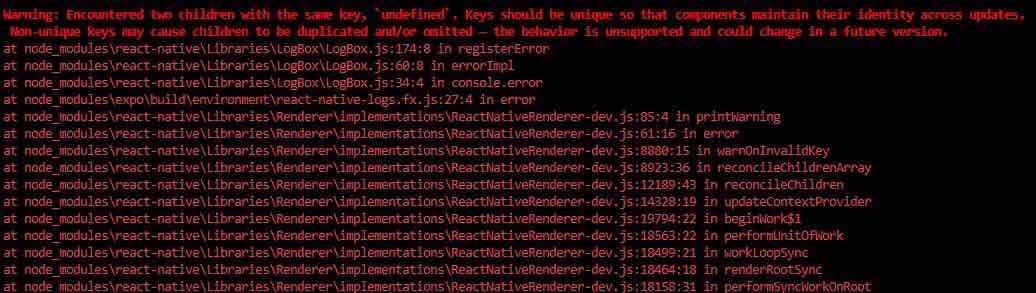 Warning: Encountered two children with the same key, `undefined`. Keys should be unique so that components maintain their identity across updates.
Non-unique keys may cause children to be duplicated and/or omitted — the behavior is unsupported and could change in a future version.
at node_modules\react-native\Libraries\LogBox\LogBox.js:174:8 in registerError
at node_modules\react-native\Libraries\LogBox\LogBox.js:60:8 in errorImpl
at node_modules\react-native\Libraries\LogBox\LogBox.js:34:4 in console.error
at node_modules\expo\build\environment\react-native-logs.fx.js:27:4 in error
at node_modules\react-native\Libraries\Renderer\implementations\ReactNativeRenderer-dev.js:85:4 in printWarning
at node_modules\react-native\Libraries\Renderer\implementations\ReactNativeRenderer-dev.js:61:16 in error
at node_modules\react-native\Libraries\Renderer\implementations\ReactNativeRenderer-dev.js:8880:15 in warnOnInvalidKey
at node_modules\react-native\Libraries\Renderer\implementations\ReactNativeRenderer-dev.js:8923:36 in reconcileChildrenArray
at node_modules\react-native\Libraries\Renderer\implementations\ReactNativeRenderer-dev.js:12189:43 in reconcileChildren
at node_modules\react-native\Libraries\Renderer\implementations\ReactNativeRenderer-dev.js:14328:19 in updateContextProvider
at node_modules\react-native\Libraries\Renderer\implementations\ReactNativeRenderer-dev.js:19794:22 in beginWork$1
at node_modules\react-native\Libraries\Renderer\implementations\ReactNativeRenderer-dev.js:18563:22 in performUnitOfWork
at node_modules\react-native\Libraries\Renderer\implementations\ReactNativeRenderer-dev.js:18499:21 in workLoopSync
at node_modules\react-native\Libraries\Renderer\implementations\ReactNativeRenderer-dev.js:18464:18 in renderRootSync
at node_modules\react-native\Libraries\Renderer\implementations\ReactNativeRenderer-dev.js:18158:31 in performSyncWorkOnRoot